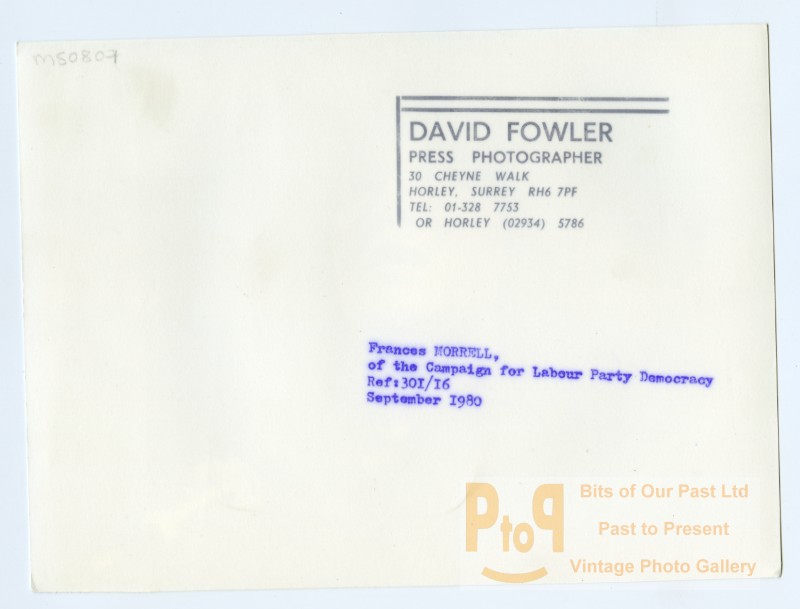 MS0807
DAVID FOWLER
PRESS PHOTOGRAPHER
30 CHEYNE WALK
HORLEY, SURREY RH6 7PF
TEL: 01-328 7753
OR HORLEY (02934) 5786
Frances MORRELL,
of the Campaign for Labour Party Democracy
Ref:30I/I6
September I980
PtoP
Bits of Our Past Ltd
Past to Present
Vintage Photo Gallery